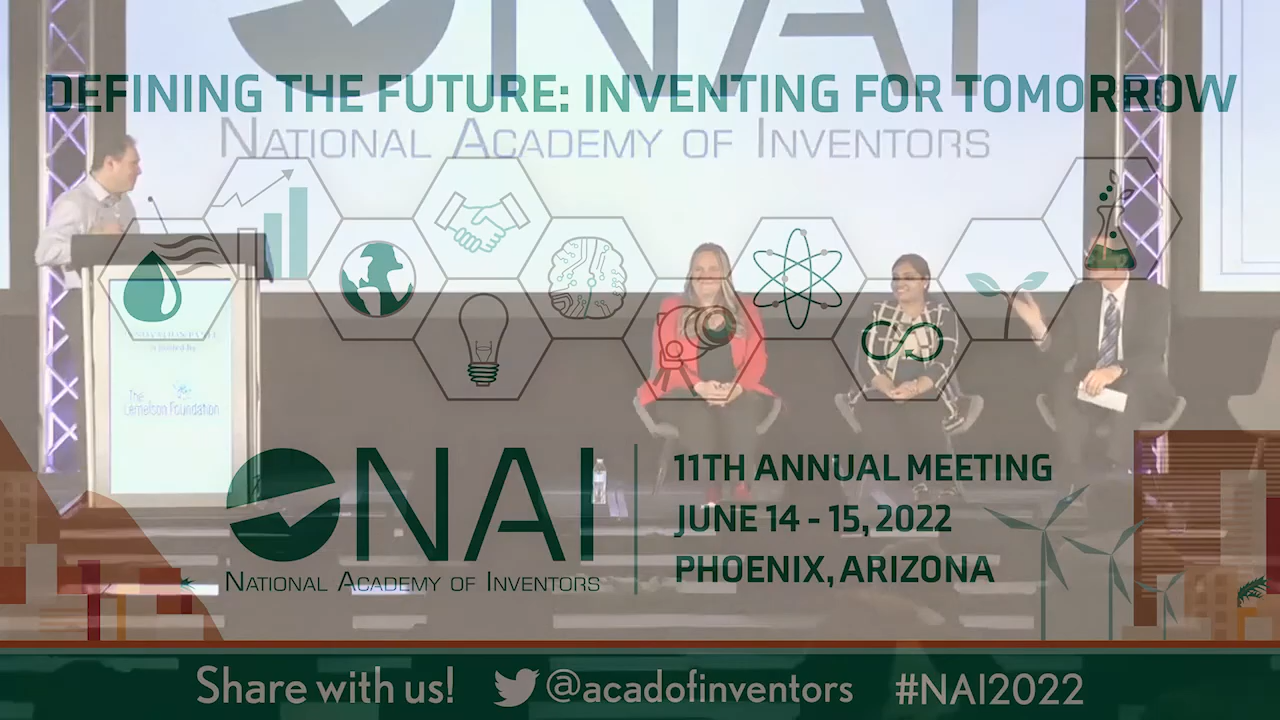 NAI
DEFINING THE FUTURE: INVENTING FOR TOMORROW
NATIONAL ACADEMY OF INVENTORS
The
Lemelson Foundation
NAI
NATIONAL ACADEMY OF INVENTORS
11TH ANNUAL MEETING
JUNE 14 - 15, 2022
PHOENIX, ARIZONA
Share with us! @acadofinventors #NAI2022